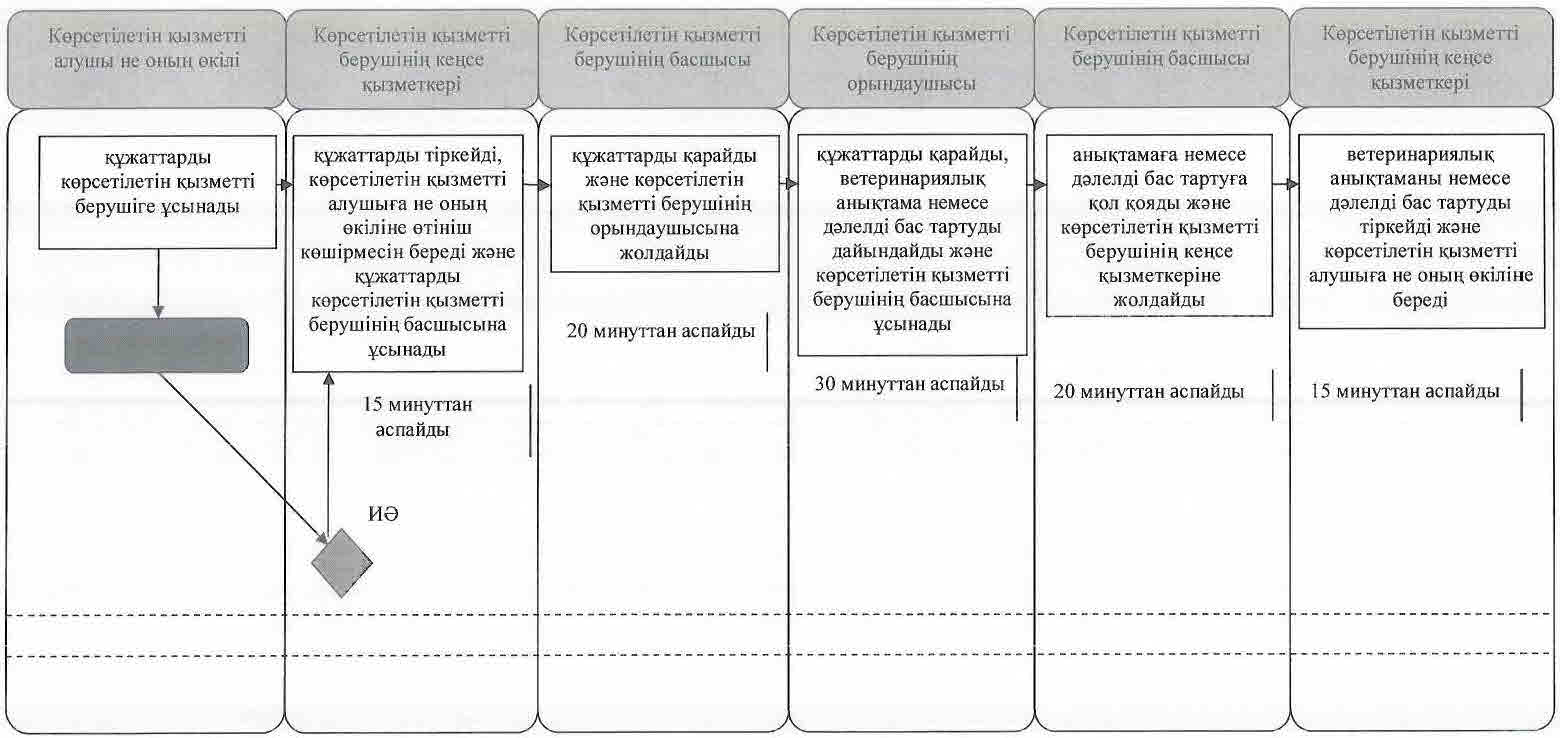 Көрсетілетін қызметті
алушы не оның өкілі
Көрсетілетін қызметті
берушінің кеңсе
қызметкері
Көрсетілетін қызметті
берушінің басшысы
Көрсетілетін қызметті
берушінің
орындаушысы
Көрсетілетін қызметті
берушінің басшысы
Көрсетілетін қызметті
берушінің кеңсе
қызметкері
құжаттарды
көрсетілетін қызметті
берушіге ұсынады
құжаттарды тіркейді,
көрсетілетін қызметті
алушыға не оның
өкіліне өтініш
көшірмесін береді және
құжаттарды
көрсетілетін қызметті
берушінің басшысына
ұсынады
15 минуттан
аспайды
ИӘ
құжаттарды қарайды
және көрсетілетін
қызметті берушінің
орындаушысына
жолдайды
20 минуттан аспайды
құжаттарды қарайды,
ветеринариялық
анықтама немесе
дәлелді бас тартуды
дайындайды және
көрсетілетін қызметті
берушінің басшысына
ұсынады
30 минуттан аспайды
анықтамаға немесе
дәлелді бас тартуға
қол қояды және
көрсетілетін қызметті
берушінің кеңсе
қызметкеріне
жолдайды
20 минуттан аспайды
ветеринариялық
анықтаманы немесе
дәлелді бас тартуды
тіркейді және
көрсетілетін қызметті
алушыға не оның өкіліне
береді
15 минуттан аспайды